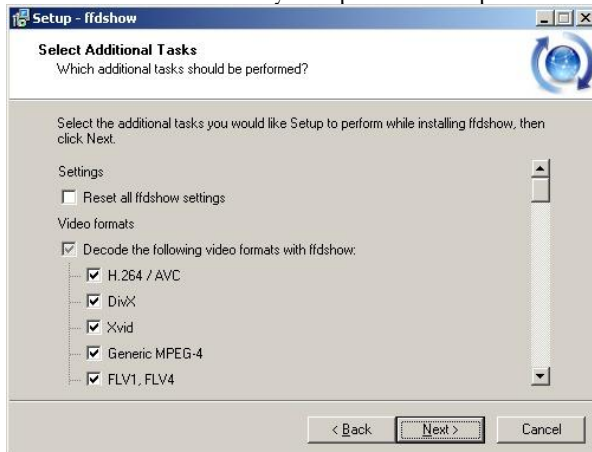 Setup - ffdshow
Select Additional Tasks
Which additional tasks should be performed?
Select the additional tasks you would like Setup to perform while installing ffdshow, then
click Next.
Settings
Reset all ffdshow settings
Video formats
Decode the following video formats with ffdshow:
H.264 / AVC
DivX
Xvid
Generic MPEG-4
FLV1, FLV4
< Back
Next >
Cancel